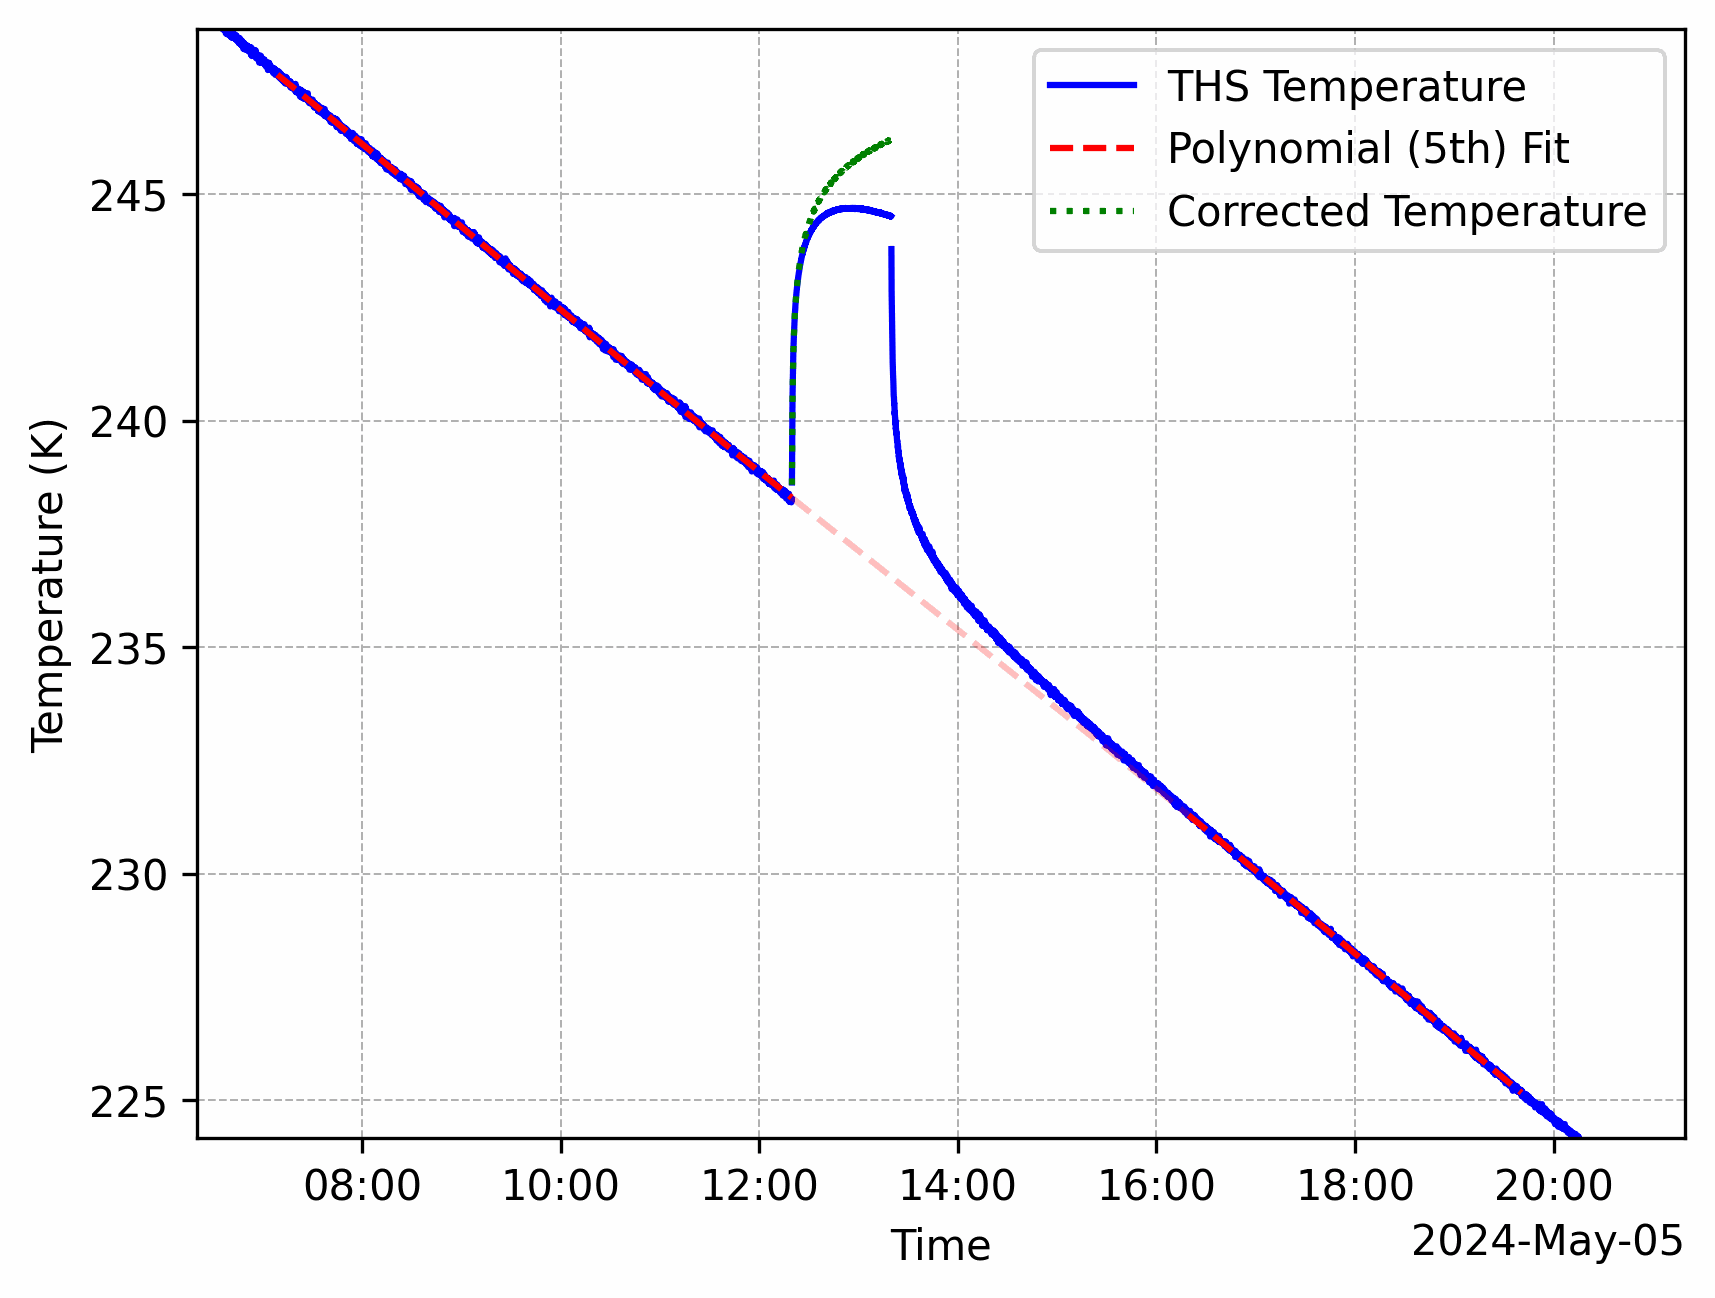 THS Temperature
Polynomial (5th) Fit
Corrected Temperature
Temperature (K)
245
240
235
230
225
08:00 10:00 12:00 14:00 16:00 18:00 20:00
Time
2024-May-05